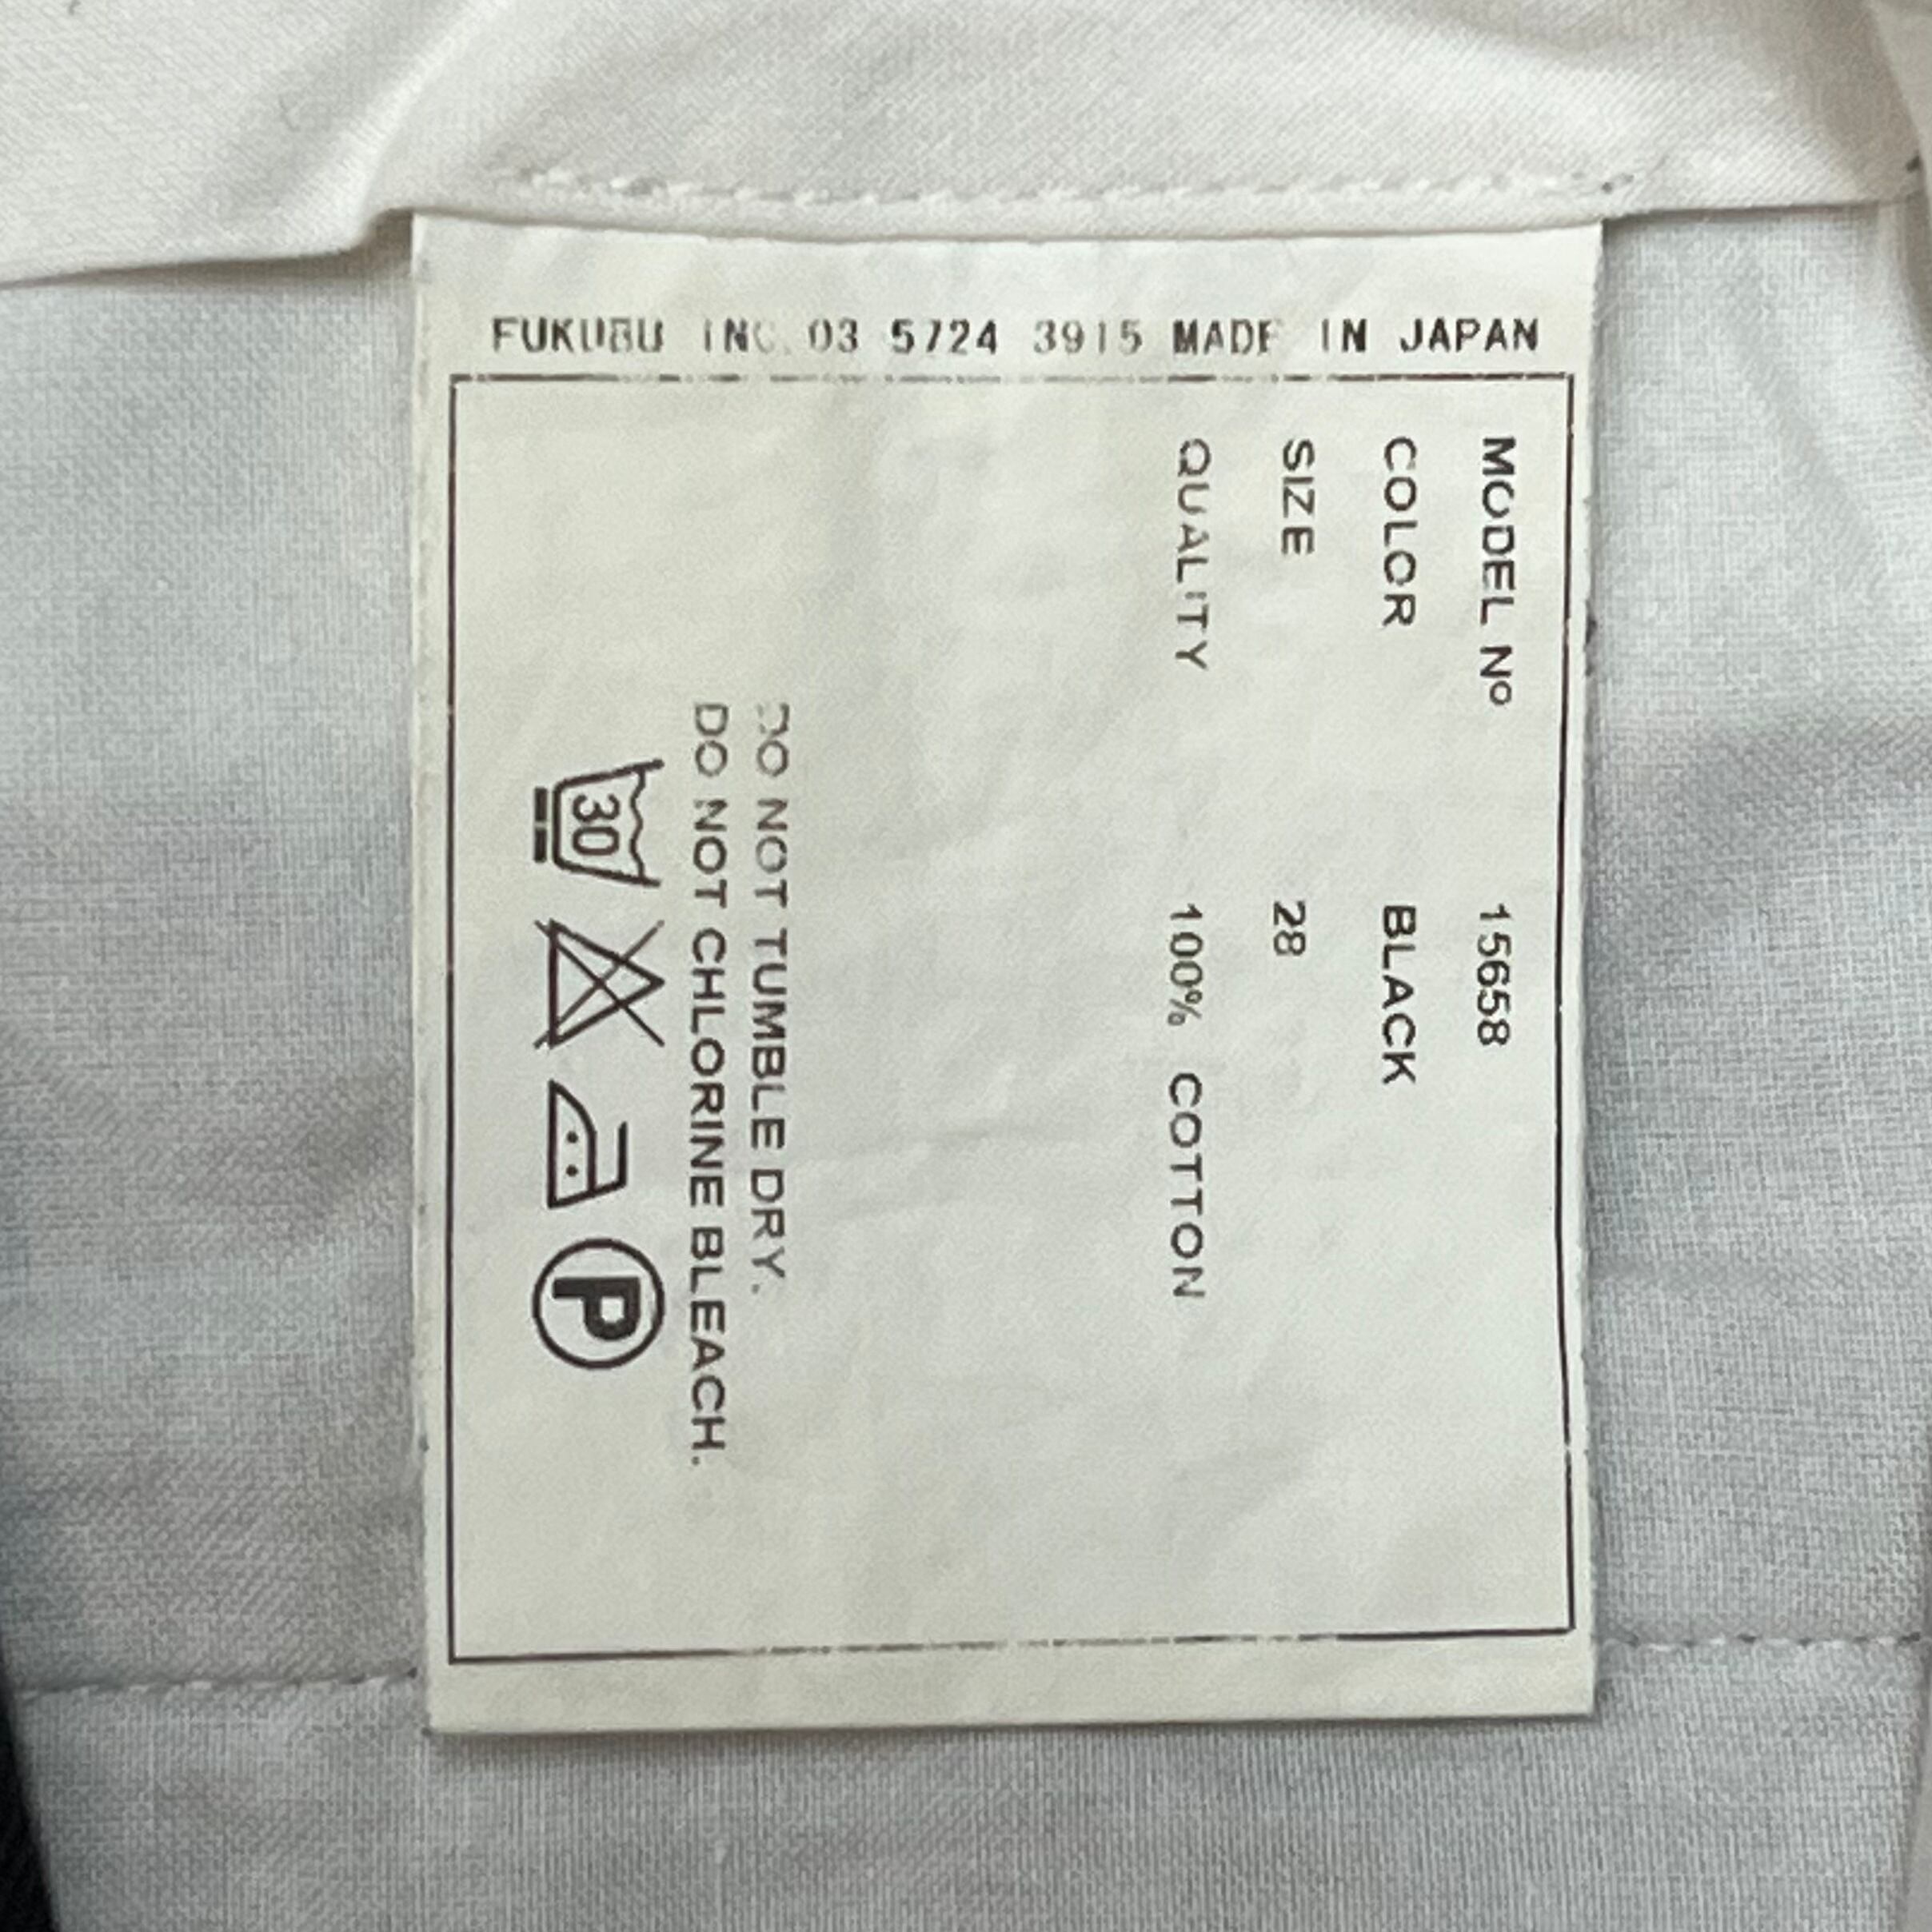 FUKUBU INC. 03 5724 3915 MADE IN JAPAN
MODEL Nº 15658
COLOR BLACK
SIZE 28
QUALITY 100% COTTON
DO NOT TUMBLE DRY.
DO NOT CHLORINE BLEACH.
30 P